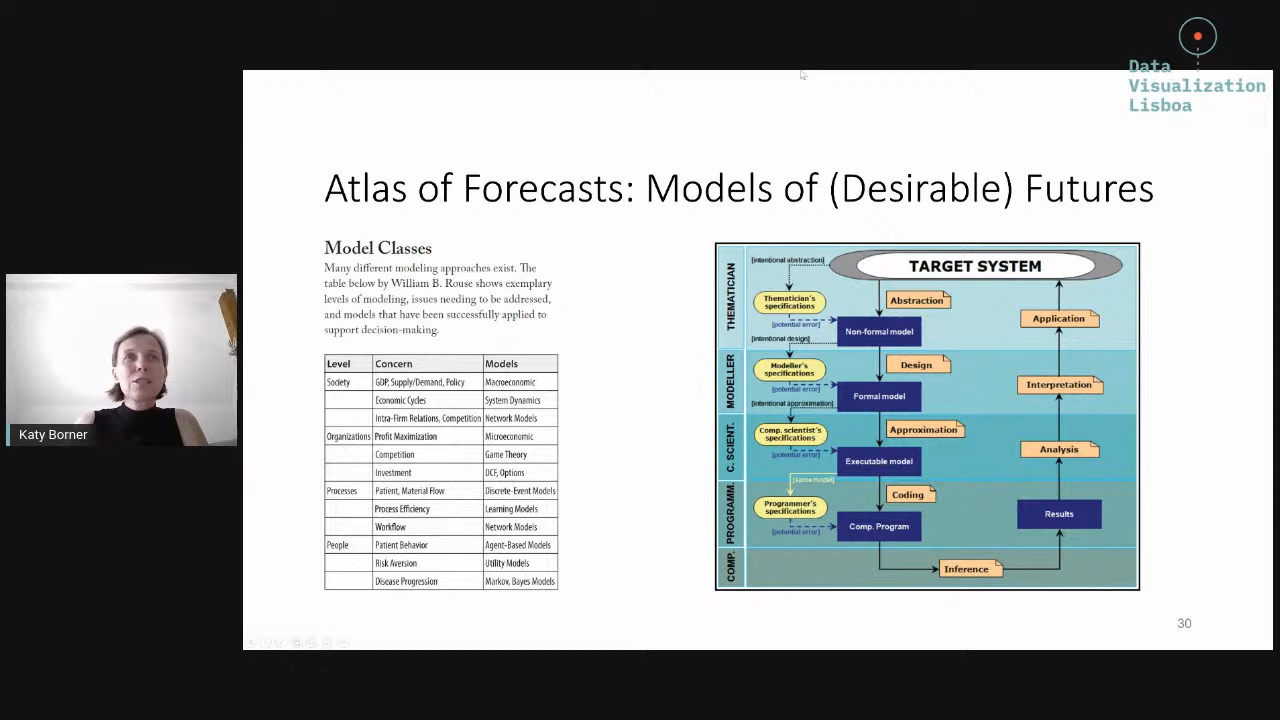 Data
Visualization
Lisboa
Atlas of Forecasts: Models of (Desirable) Futures
Model Classes
Many different modeling approaches exist. The
table below by William B. Rouse shows exemplary
levels of modeling, issues needing to be addressed,
and models that have been successfully applied to
support decision-making.
Level Concern Models
Society GDP, Supply/Demand, Policy Macroeconomic
Economic Cycles System Dynamics
Intra-Firm Relations, Competition Network Models
Organizations Profit Maximization Microeconomic
Competition Game Theory
Investment DCF, Options
Processes Patient, Material Flow Discrete-Event Models
Process Efficiency Learning Models
Workflow Network Models
People Patient Behavior Agent-Based Models
Risk Aversion Utility Models
Disease Progression Markov, Bayes Models
THEMATICIAN
[intentional abstraction]
TARGET SYSTEM
Thematician's
specifications
Abstraction
[potential error]
Non-formal model
Application
[intentional design]
MODELLER
Modeller's
specifications
Design
[potential error]
Formal model
Interpretation
[intentional approximation]
C. SCIENT.
Comp. scientist's
specifications
Approximation
[potential error]
Executable model
Analysis
[same model]
PROGRAMM.
Programmer's
specifications
Coding
[potential error]
Comp. Program
Results
COMP.
Inference
30
Katy Borner